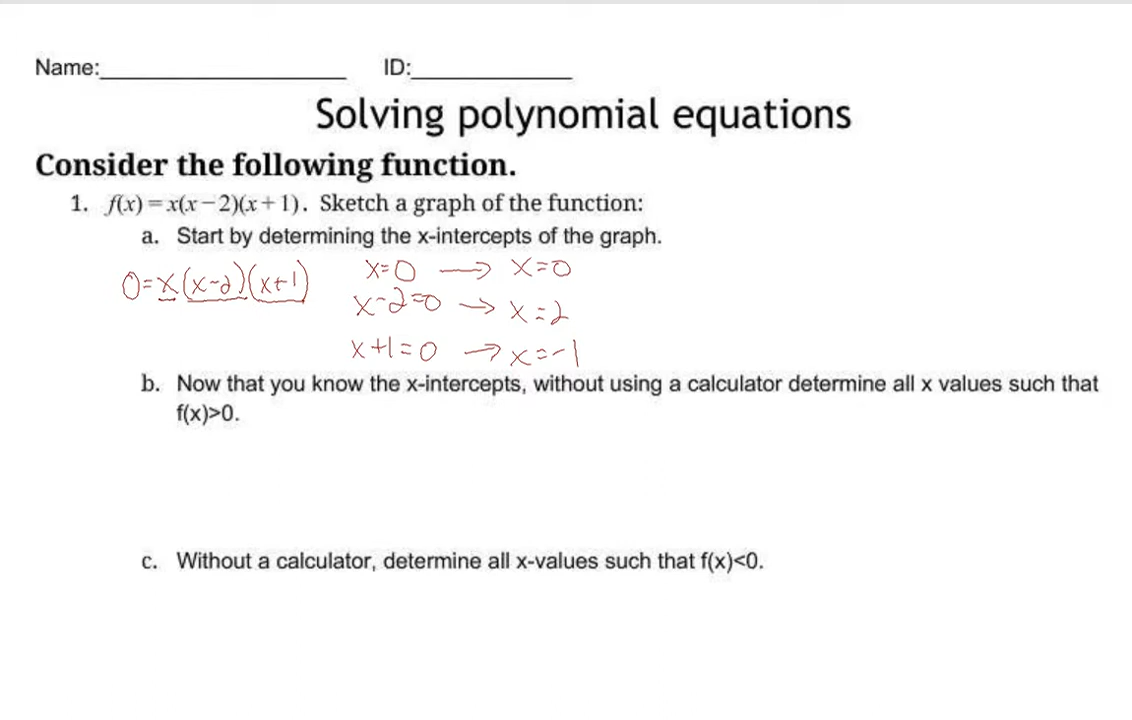 Name:____________________ ID:_____________
Solving polynomial equations
Consider the following function.
1. f(x)=x(x−2)(x+1). Sketch a graph of the function:
a. Start by determining the x-intercepts of the graph.
0=x(x-2)(x+1) x=0 → x=0
x-2=0 → x=2
x+1=0 → x=-1
b. Now that you know the x-intercepts, without using a calculator determine all x values such that
f(x)>0.
c. Without a calculator, determine all x-values such that f(x)<0.